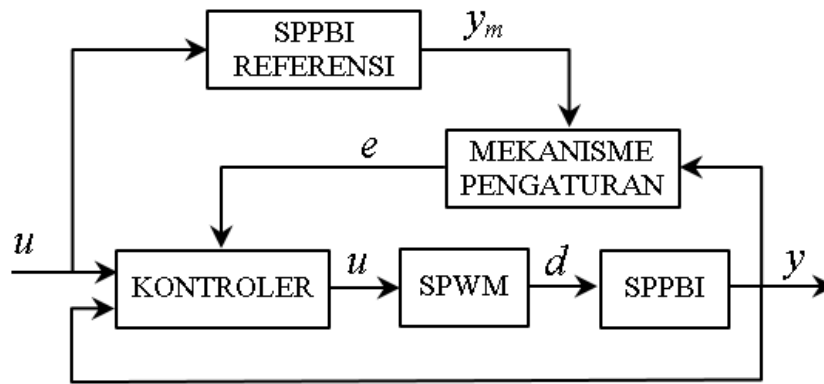 SPPBI
REFERENSI
y_m
e
MEKANISME
PENGATURAN
u
KONTROLER
u
SPWM
d
SPPBI
y